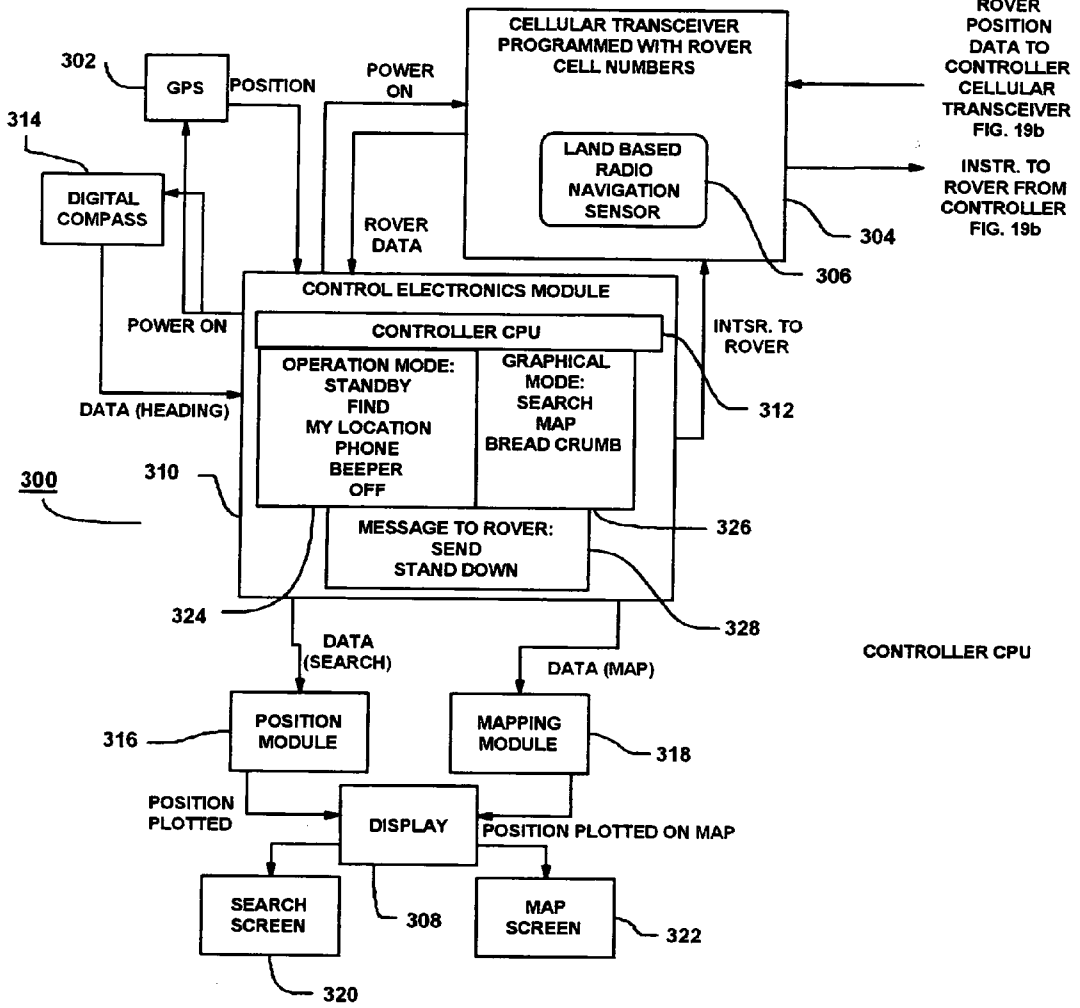 ROVER
POSITION
DATA TO
CONTROLLER
CELLULAR
TRANSCEIVER
FIG. 19b
INSTR. TO
ROVER FROM
CONTROLLER
FIG. 19b
CELLULAR TRANSCEIVER
PROGRAMMED WITH ROVER
CELL NUMBERS
LAND BASED
RADIO
NAVIGATION
SENSOR
304
306
302
GPS
POSITION
POWER
ON
314
DIGITAL
COMPASS
ROVER
DATA
POWER ON
DATA (HEADING)
INTSR. TO
ROVER
CONTROL ELECTRONICS MODULE
CONTROLLER CPU
312
OPERATION MODE:
STANDBY
FIND
MY LOCATION
PHONE
BEEPER
OFF
GRAPHICAL
MODE:
SEARCH
MAP
BREAD CRUMB
310
300
326
MESSAGE TO ROVER:
SEND
STAND DOWN
324
328
DATA
(SEARCH)
DATA (MAP)
CONTROLLER CPU
316
POSITION
MODULE
MAPPING
MODULE
318
POSITION
PLOTTED
DISPLAY
POSITION PLOTTED ON MAP
308
SEARCH
SCREEN
320
MAP
SCREEN
322